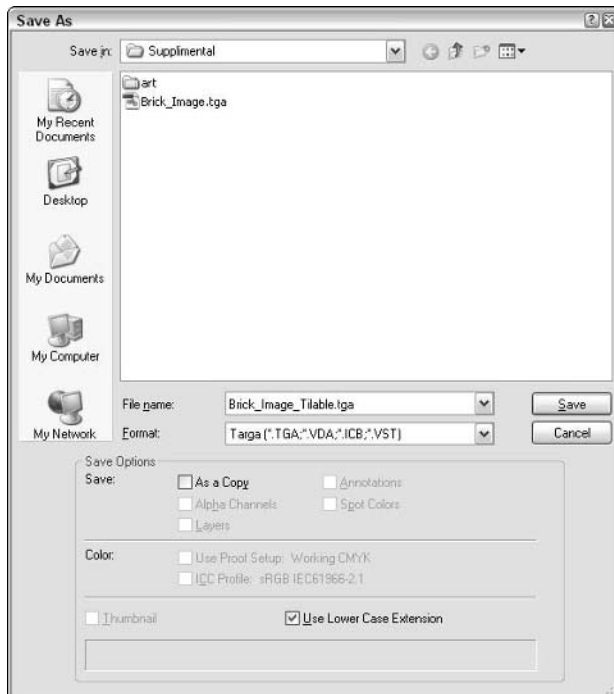 Save As
Save in: Supplimental
art
Brick_Image.tga
My Recent
Documents
Desktop
My Documents
My Computer
My Network
File name: Brick_Image_Tilable.tga Save
Format: Targa (*.TGA;*.VDA;*.ICB;*.VST) Cancel
Save Options
Save: As a Copy Annotations
Alpha Channels Spot Colors
Layers
Color: Use Proof Setup: Working CMYK
ICC Profile: sRGB IEC61966-2.1
Thumbnail Use Lower Case Extension